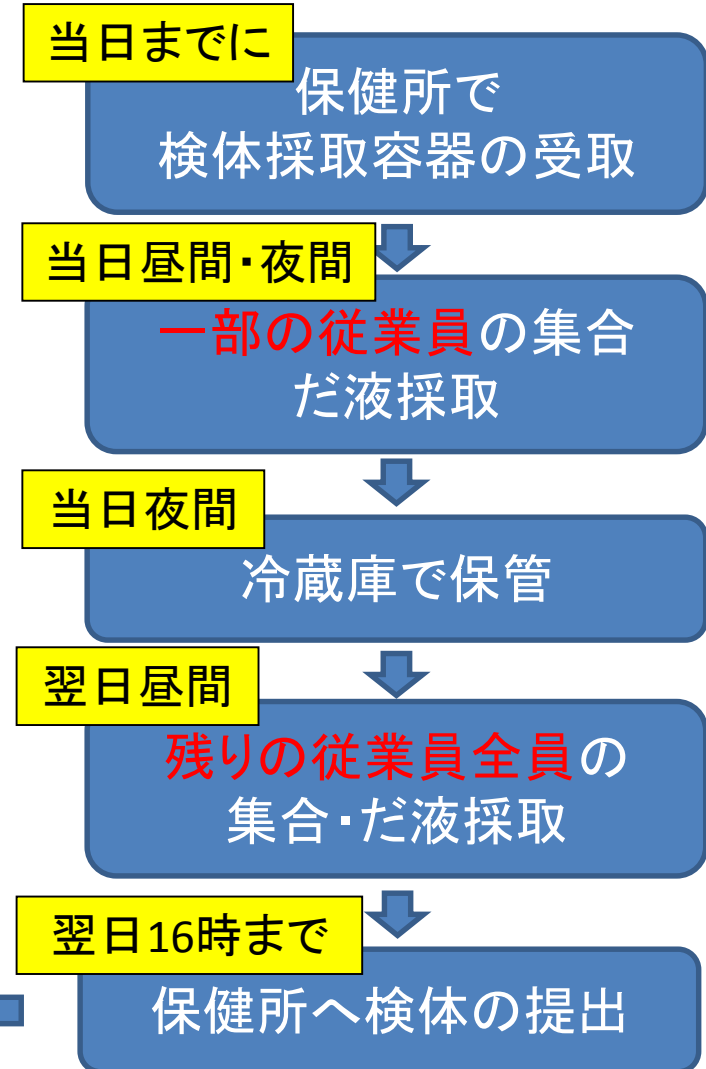 当日までに
保健所で
検体採取容器の受取
当日昼間・夜間
一部の従業員の集合
だ液採取
当日夜間
冷蔵庫で保管
翌日昼間
残りの従業員全員の
集合・だ液採取
翌日16時まで
保健所へ検体の提出